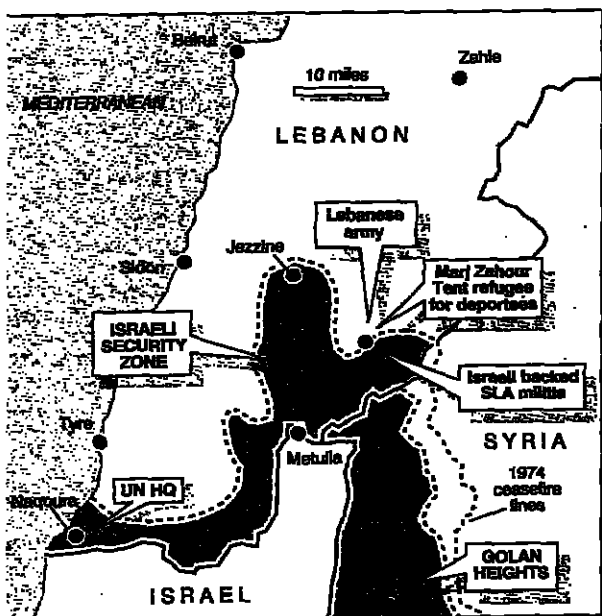 Beirut
Zahle
10 miles
MEDITERRANEAN
LEBANON
Lebanese
army
Jezzine
Marj Zahour
Tent refugee
for deportees
Sidon
ISRAELI
SECURITY
ZONE
Israeli backed
SLA militia
Tyre
Metulla
SYRIA
UN HQ
1974
ceasefire
lines
Naqoura
GOLAN
HEIGHTS
ISRAEL